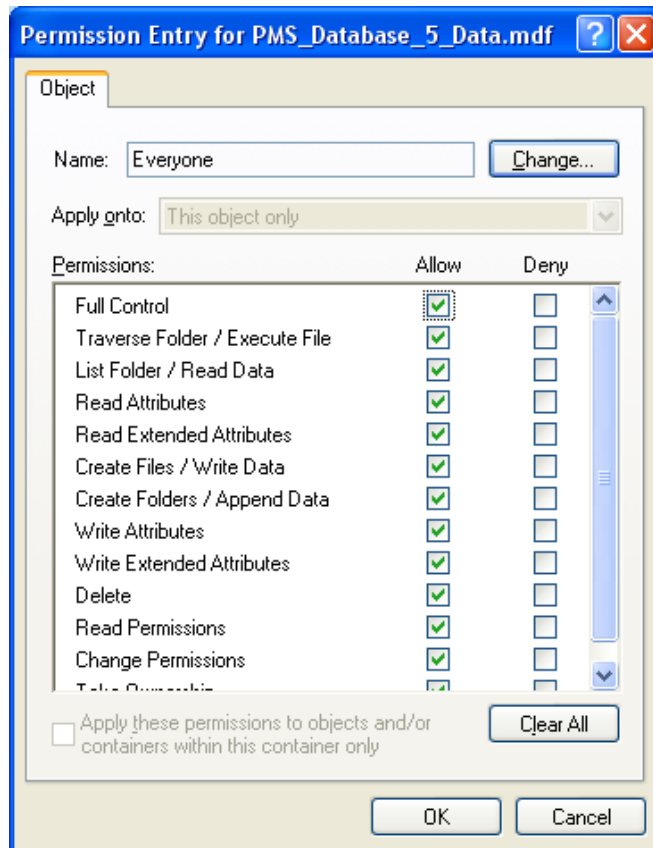 Permission Entry for PMS_Database_5_Data.mdf
Object
Name: Everyone Change...
Apply onto: This object only
Permissions: Allow Deny
Full Control
Traverse Folder / Execute File
List Folder / Read Data
Read Attributes
Read Extended Attributes
Create Files / Write Data
Create Folders / Append Data
Write Attributes
Write Extended Attributes
Delete
Read Permissions
Change Permissions
Take Ownership
Apply these permissions to objects and/or
containers within this container only
Clear All
OK Cancel